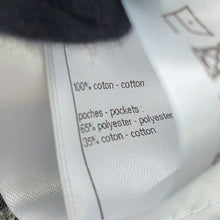 100% coton - cotton
poches - pockets :
65% polyester - polyester
35% coton - cotton